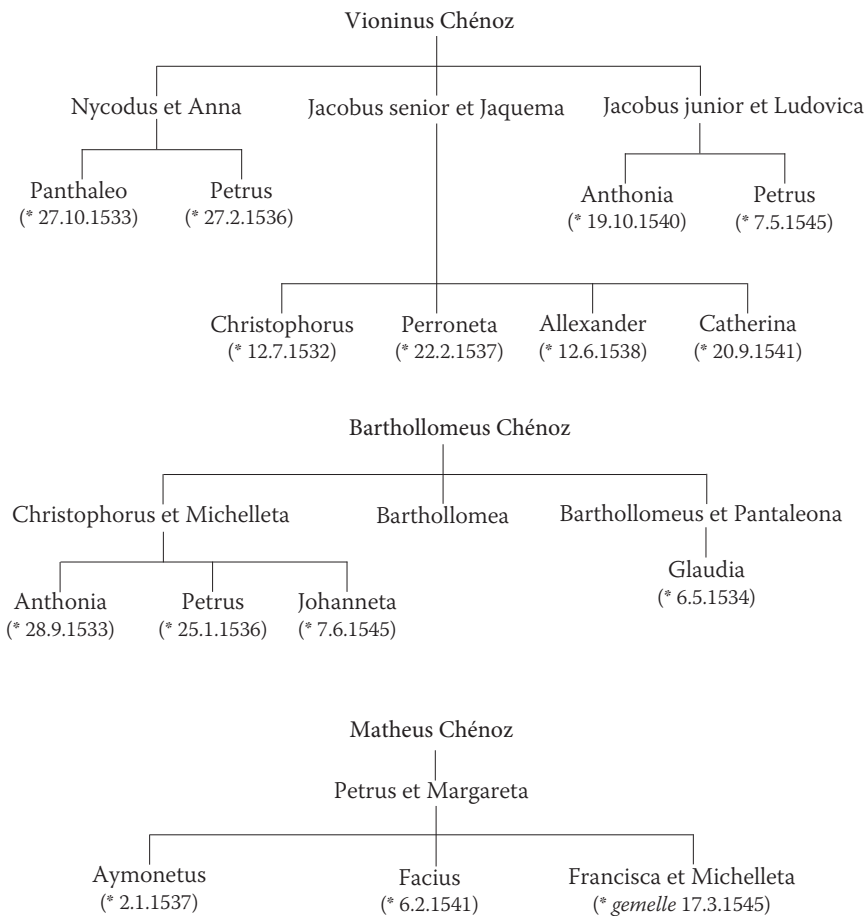 Vioninus Chénoz
Nycodus et Anna Jacobus senior et Jaquema Jacobus junior et Ludovica
Panthaleo Petrus Anthonia Petrus
(* 27.10.1533) (* 27.2.1536) (* 19.10.1540) (* 7.5.1545)
Christophorus Perroneta Allexander Catherina
(* 12.7.1532) (* 22.2.1537) (* 12.6.1538) (* 20.9.1541)
Barthollomeus Chénoz
Christophorus et Michelleta Barthollomea Barthollomeus et Pantaleona
Glaudia
(* 6.5.1534)
Anthonia Petrus Johanneta
(* 28.9.1533) (* 25.1.1536) (* 7.6.1545)
Matheus Chénoz
Petrus et Margareta
Aymonetus Facius Francisca et Michelleta
(* 2.1.1537) (* 6.2.1541) (* gemelle 17.3.1545)